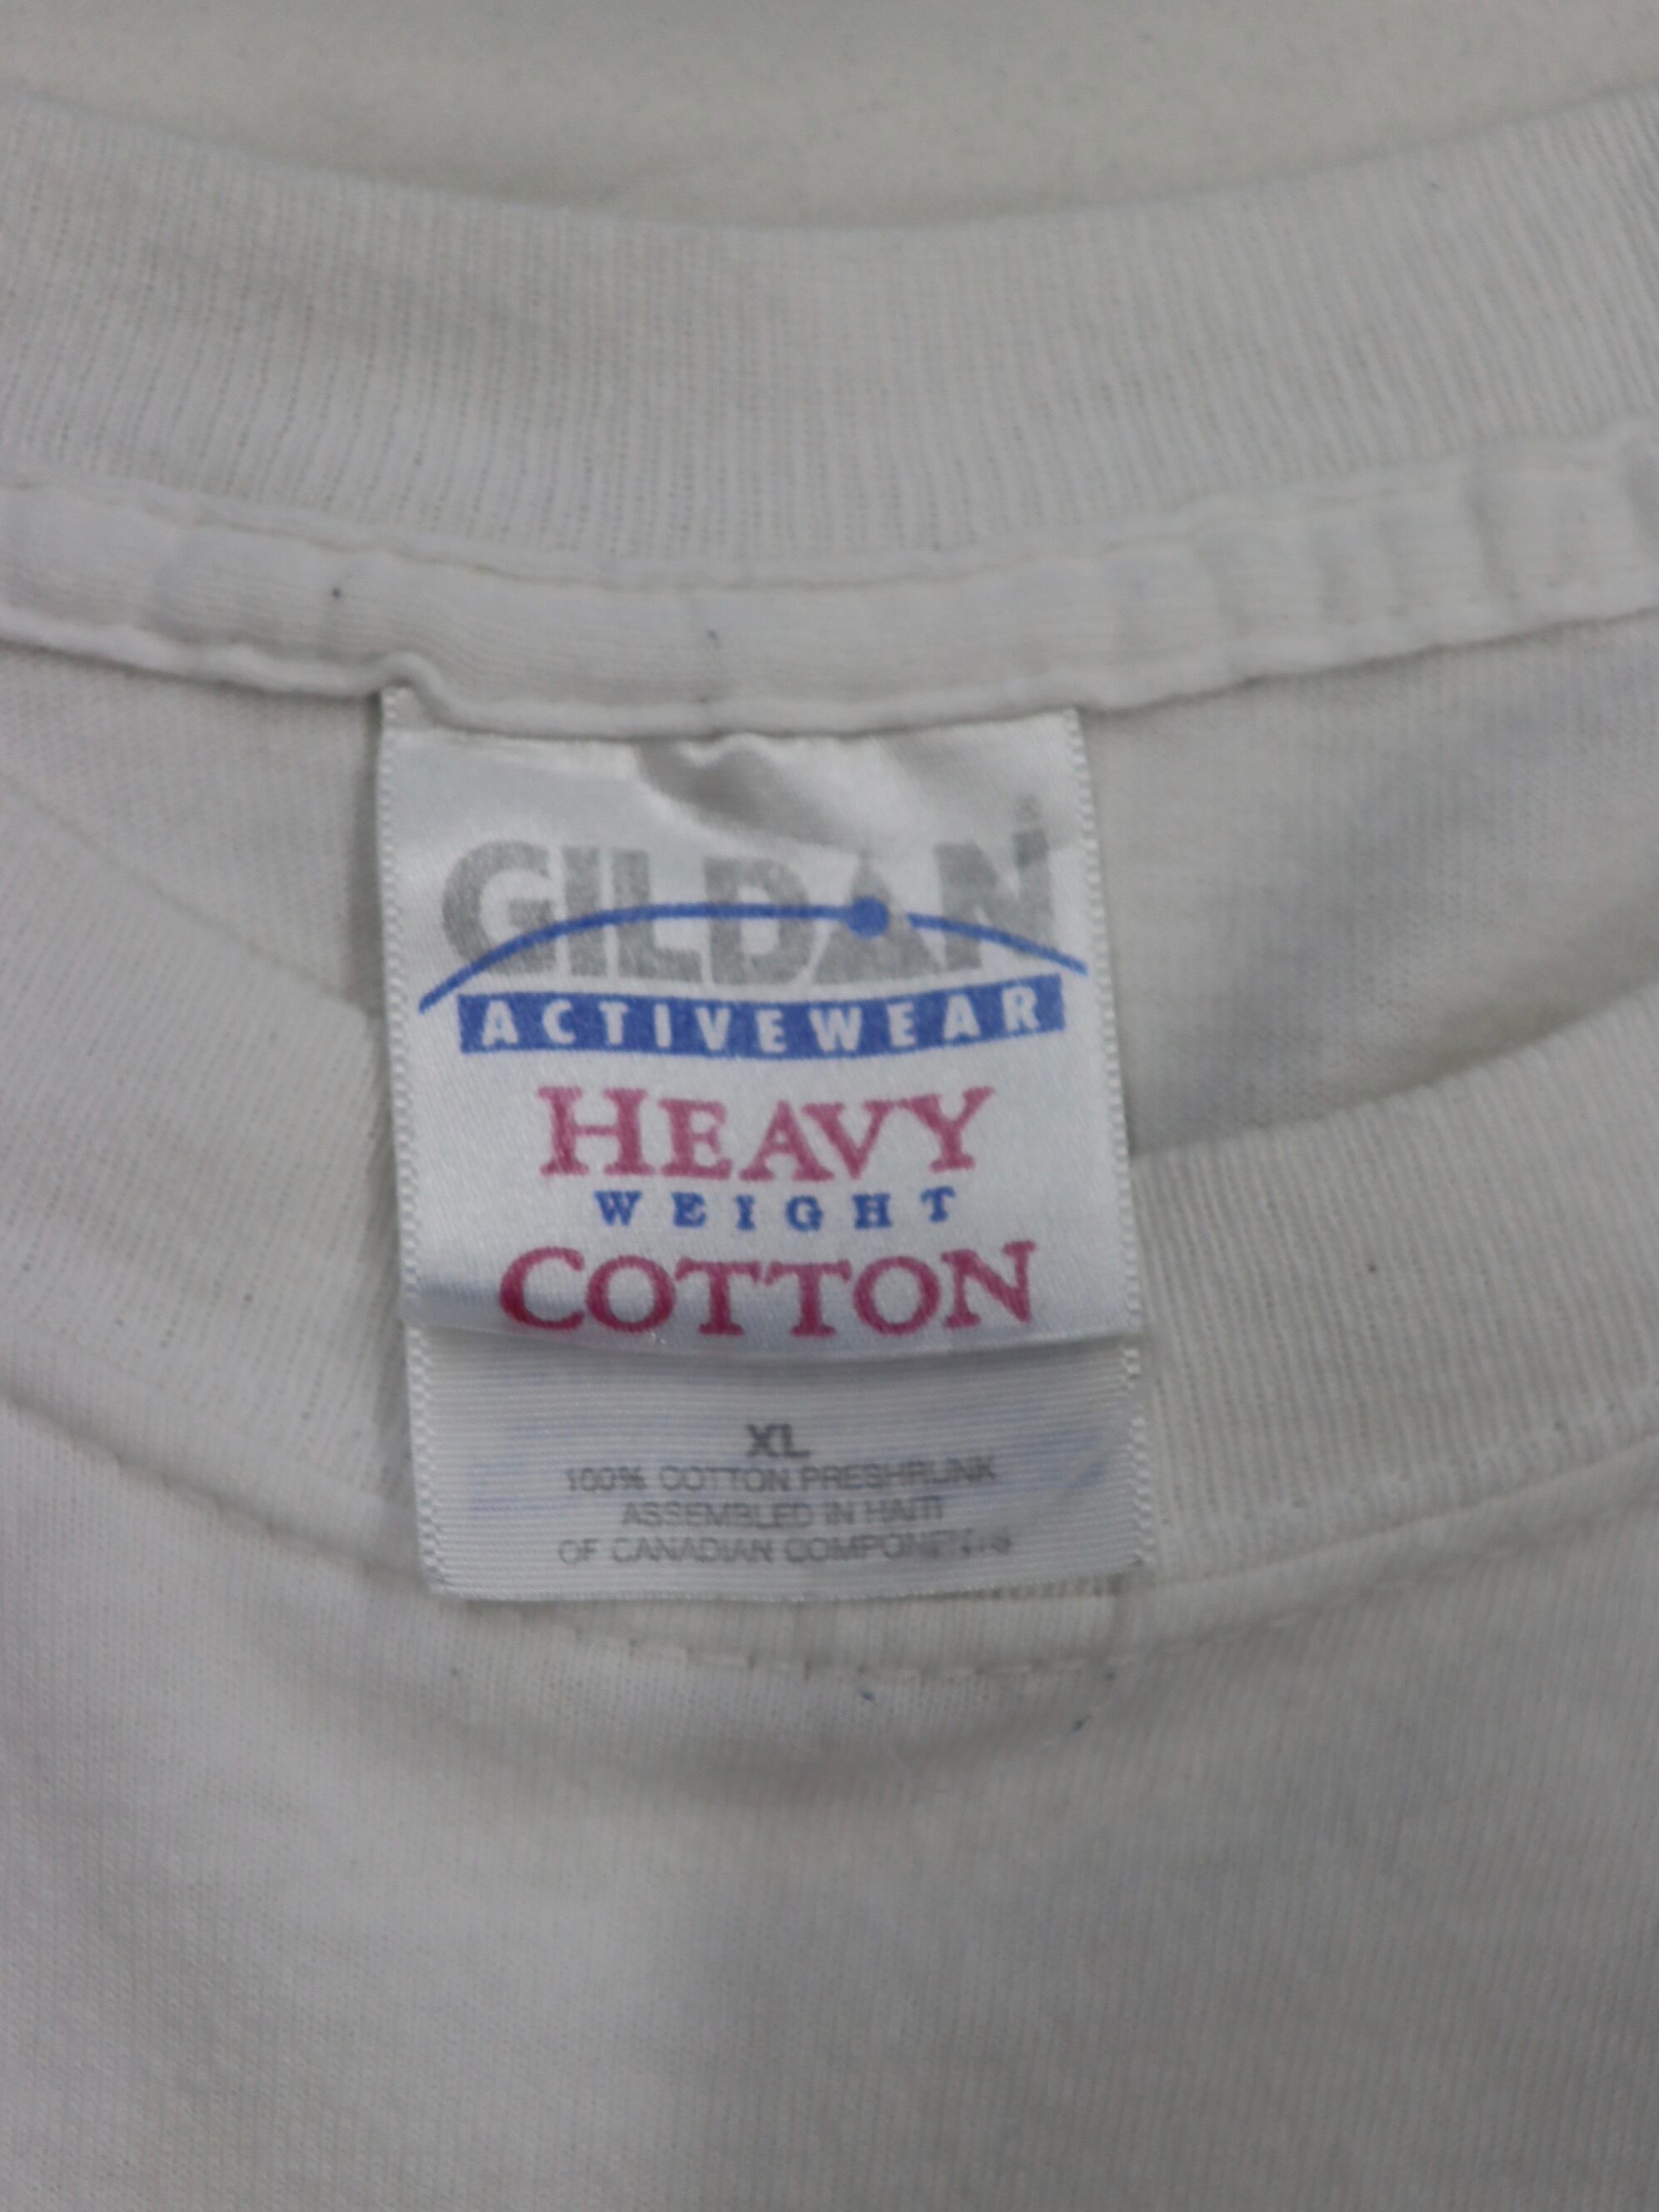 GILDAN
ACTIVEWEAR
HEAVY
WEIGHT
COTTON
XL
100% COTTON PRESHRUNK
ASSEMBLED IN HAITI
OF CANADIAN COMPONENTS